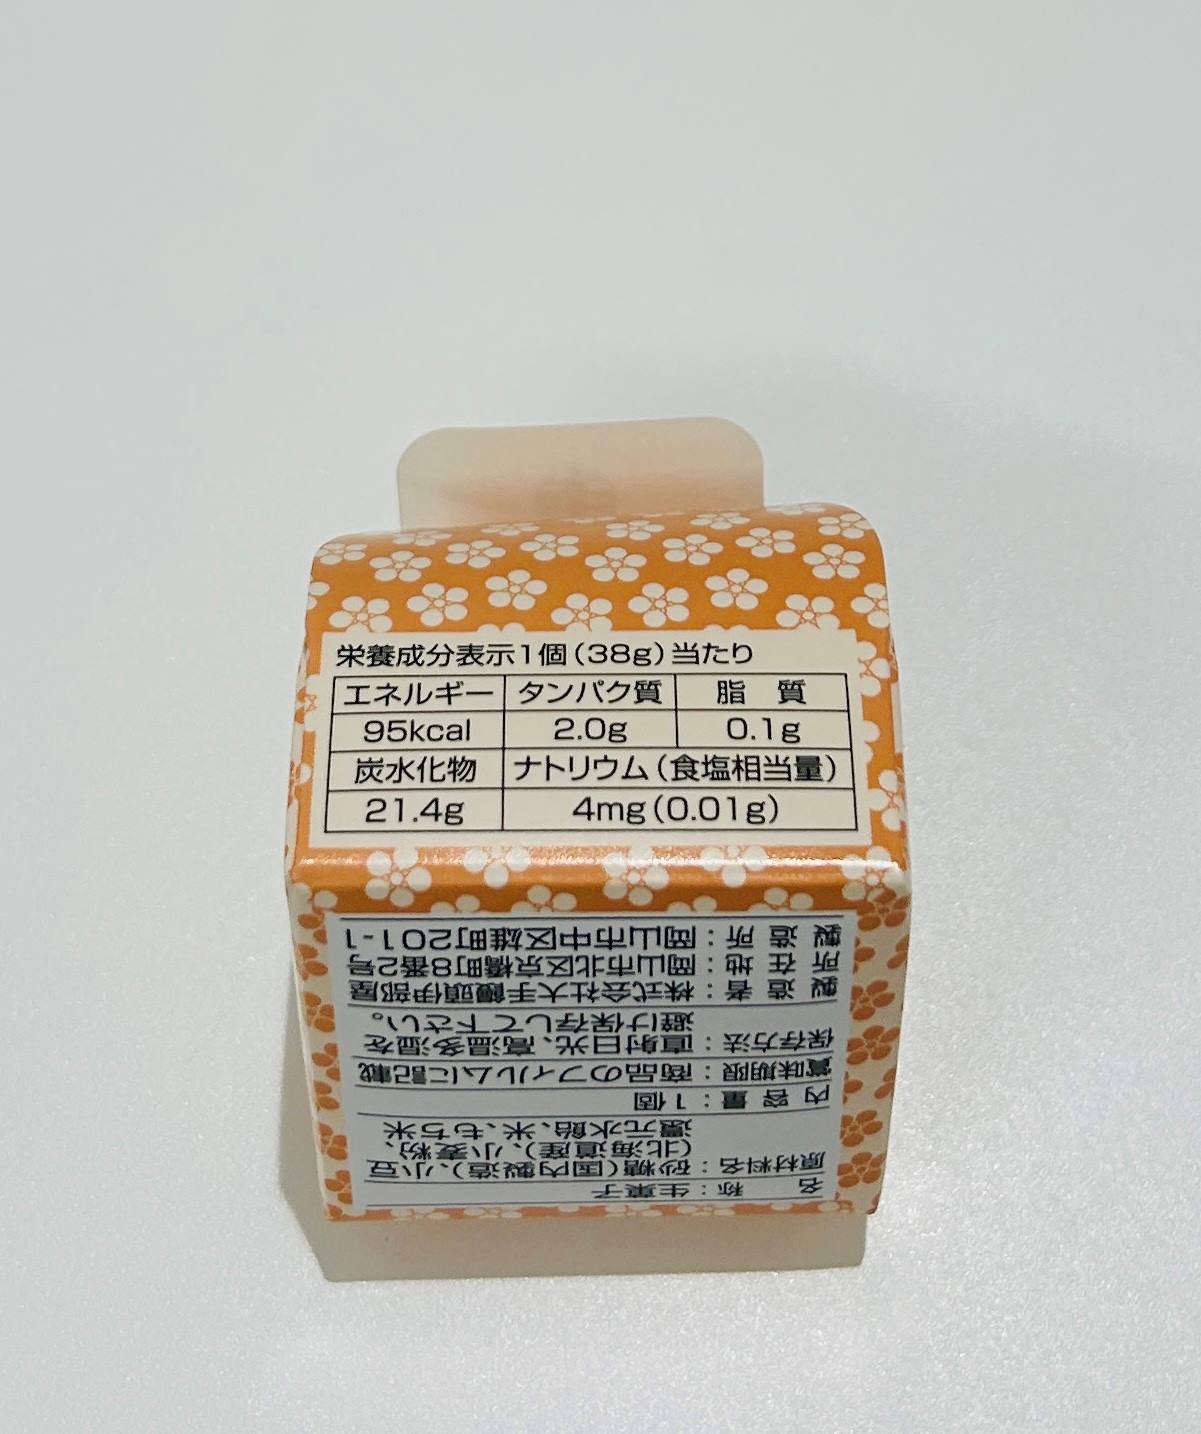 栄養成分表示1個(38g)当たり
エネルギー タンパク質 脂 質
95kcal 2.0g 0.1g
炭水化物 ナトリウム(食塩相当量)
21.4g 4mg(0.01g)
名 称:生菓子
原材料名:砂糖(国内製造)、小豆
(北海道産)、小麦粉、
還元水飴、米、もち米
内 容 量:1個
賞味期限:商品のフィルムに記載
保存方法:直射日光、高温多湿を
避け保存して下さい。
製 造 者:株式会社大手饅頭伊部屋
所 在 地:岡山市北区京橋町8番2号
製 造 所:岡山市中区雄町201-1